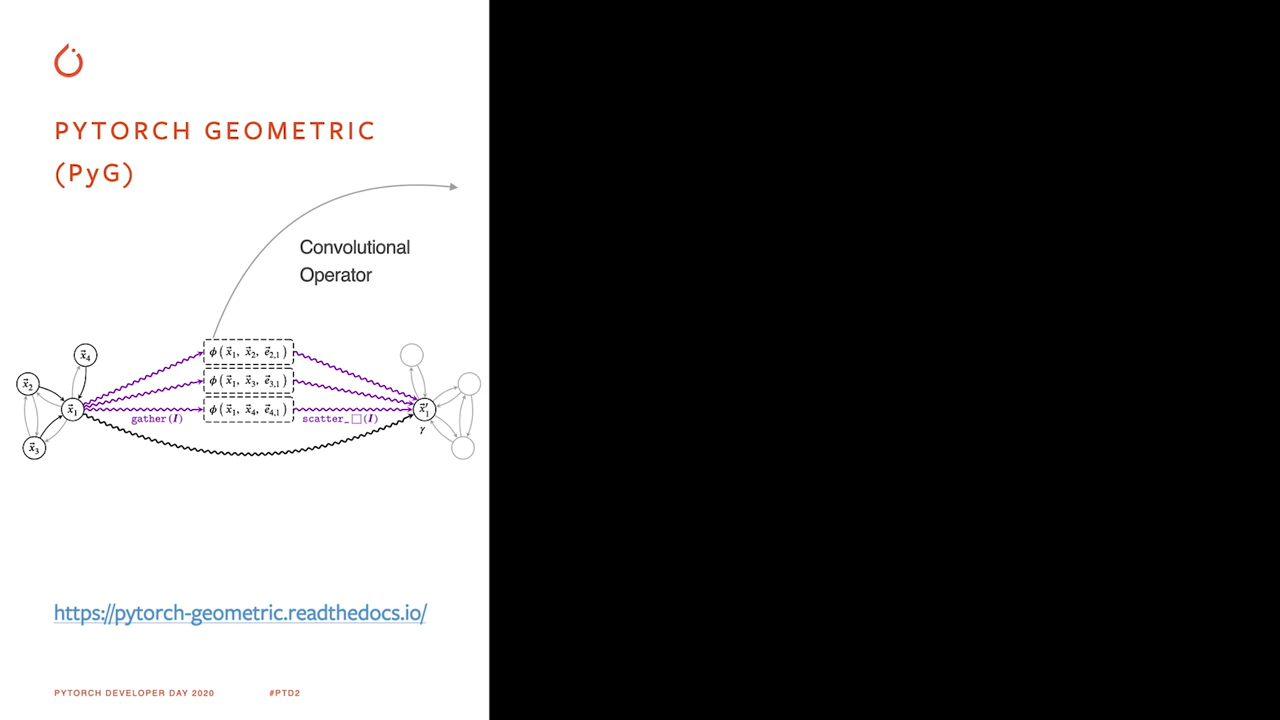 PYTORCH GEOMETRIC
(PyG)
Convolutional
Operator
x⃗₄
x⃗₂
x⃗₁
x⃗₃
ϕ(x⃗₁, x⃗₂, e⃗₂,₁)
ϕ(x⃗₁, x⃗₃, e⃗₃,₁)
ϕ(x⃗₁, x⃗₄, e⃗₄,₁)
gather(I)
scatter_□(I)
x⃗₁′
γ
https://pytorch-geometric.readthedocs.io/
PYTORCH DEVELOPER DAY 2020 #PTD2